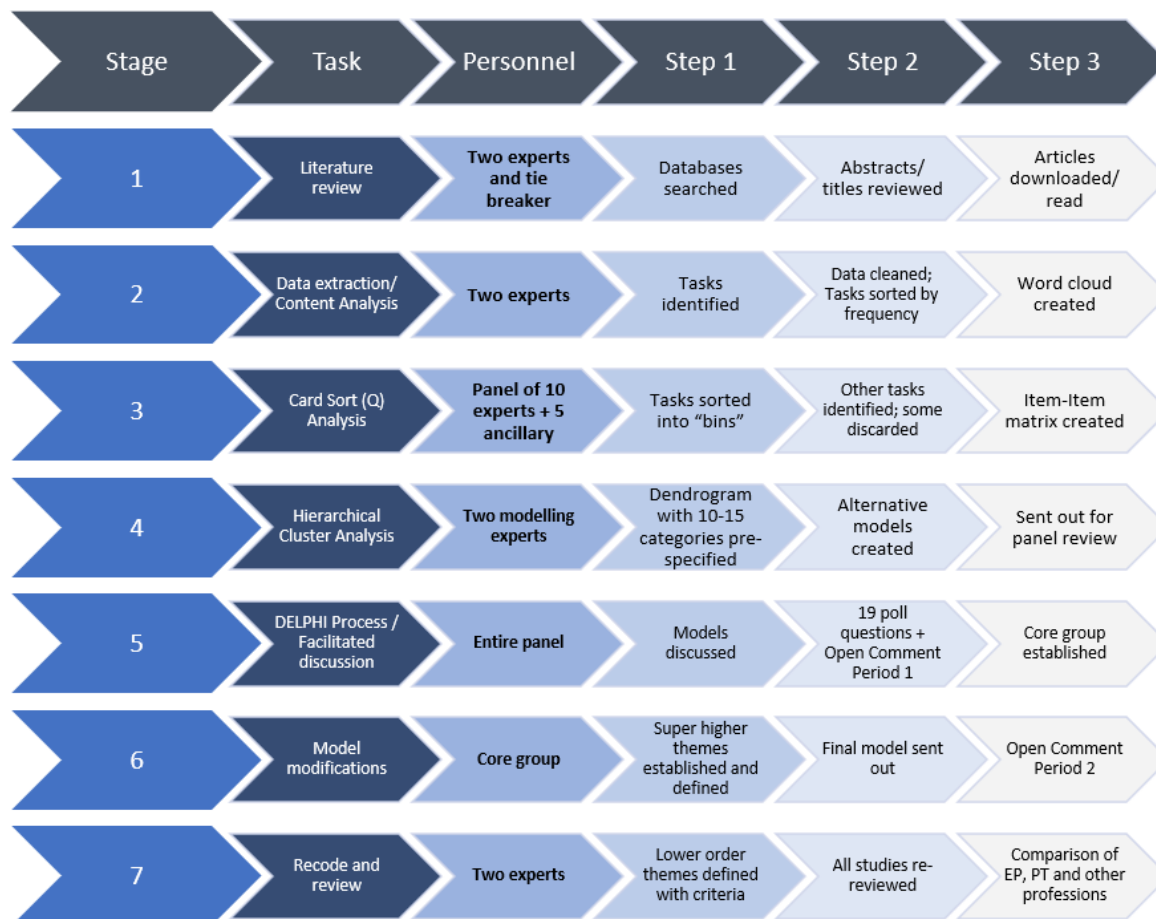 Stage
Task
Personnel
Step 1
Step 2
Step 3
1
Literature
review
Two experts
and tie
breaker
Databases
searched
Abstracts/
titles reviewed
Articles
downloaded/
read
2
Data extraction/
Content Analysis
Two experts
Tasks
identified
Data cleaned;
Tasks sorted by
frequency
Word cloud
created
3
Card Sort (Q)
Analysis
Panel of 10
experts + 5
ancillary
Tasks sorted
into “bins”
Other tasks
identified; some
discarded
Item-Item
matrix created
4
Hierarchical
Cluster Analysis
Two modelling
experts
Dendrogram
with 10-15
categories pre-
specified
Alternative
models
created
Sent out for
panel review
5
DELPHI Process /
Facilitated
discussion
Entire panel
Models
discussed
19 poll
questions +
Open Comment
Period 1
Core group
established
6
Model
modifications
Core group
Super higher
themes
established and
defined
Final model sent
out
Open Comment
Period 2
7
Recode and
review
Two experts
Lower order
themes defined
with criteria
All studies re-
reviewed
Comparison of
EP, PT and other
professions